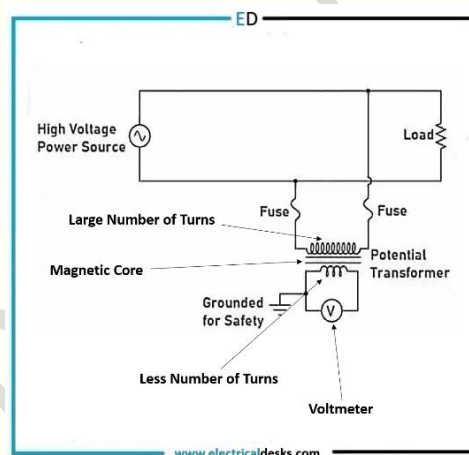 ED
High Voltage
Power Source
Load
Fuse
Fuse
Large Number of Turns
Potential
Transformer
Magnetic Core
Grounded
for Safety
V
Less Number of Turns
Voltmeter
www.electricaldesks.com